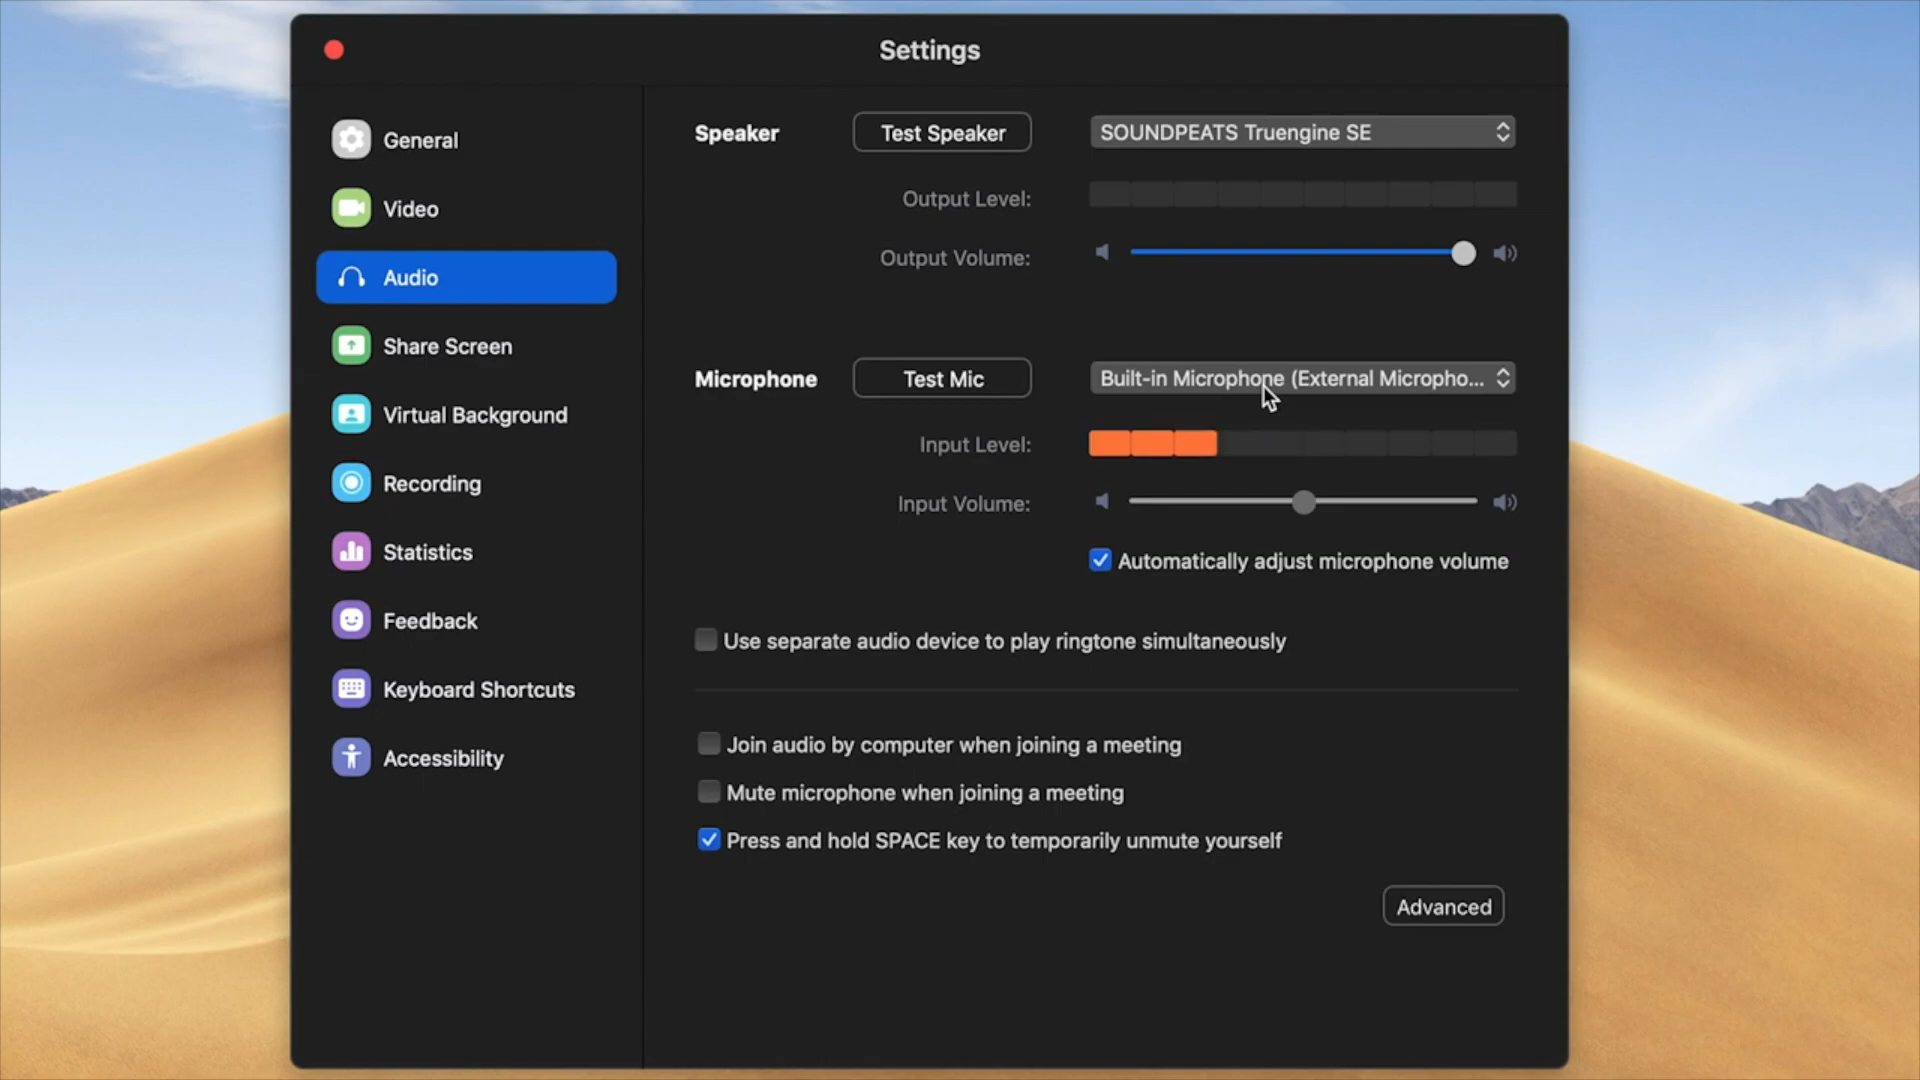 Settings
General
Video
Audio
Share Screen
Virtual Background
Recording
Statistics
Feedback
Keyboard Shortcuts
Accessibility
Speaker
Test Speaker
SOUNDPEATS Truengine SE
Output Level:
Output Volume:
Microphone
Test Mic
Built-in Microphone (External Micropho...
Input Level:
Input Volume:
Automatically adjust microphone volume
Use separate audio device to play ringtone simultaneously
Join audio by computer when joining a meeting
Mute microphone when joining a meeting
Press and hold SPACE key to temporarily unmute yourself
Advanced